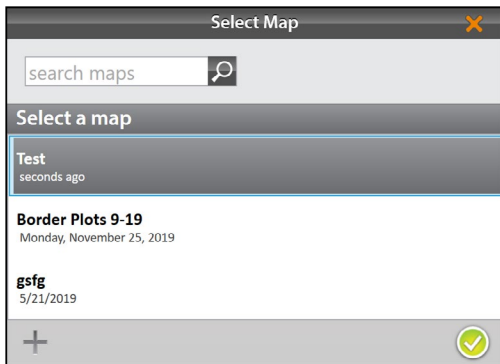 Select Map
search maps
Select a map
Test
seconds ago
Border Plots 9-19
Monday, November 25, 2019
gsfg
5/21/2019